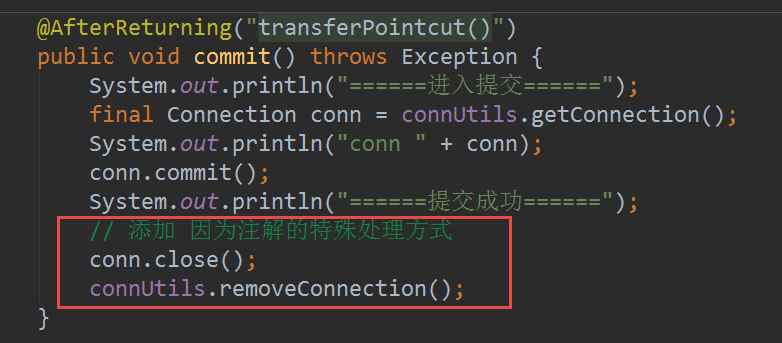 @AfterReturning("transferPointcut()")
public void commit() throws Exception {
System.out.println("======进入提交======");
final Connection conn = connUtils.getConnection();
System.out.println("conn " + conn);
conn.commit();
System.out.println("======提交成功======");
// 添加 因为注解的特殊处理方式
conn.close();
connUtils.removeConnection();
}